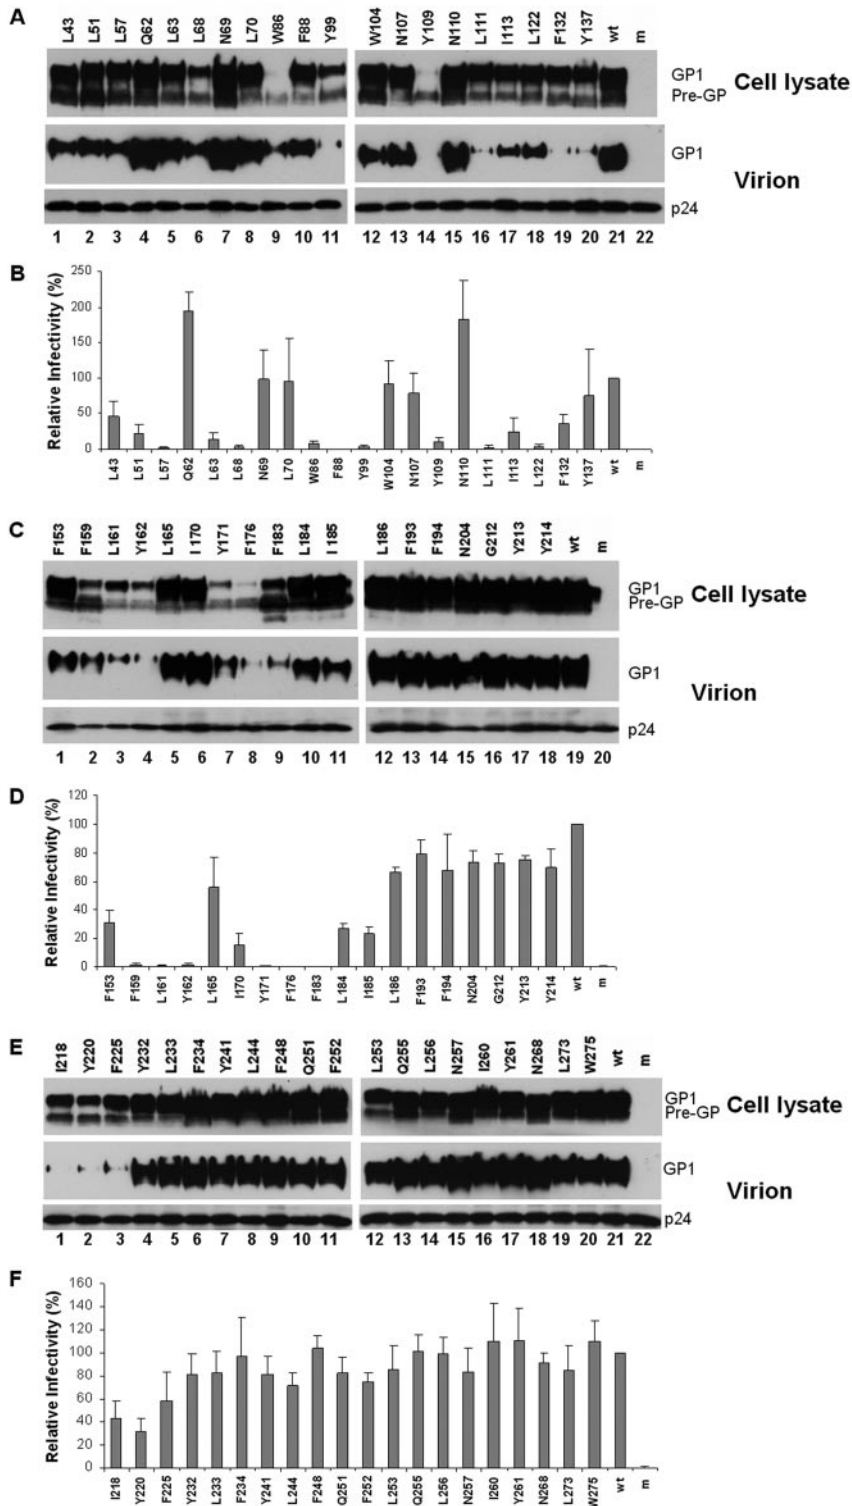 A
L43 L51 L57 Q62 L63 L68 N69 L70 W86 F88 Y99 W104 N107 Y109 N110 L111 I113 L122 F132 Y137 wt m
GP1
Pre-GP
Cell lysate
GP1
Virion
p24
1 2 3 4 5 6 7 8 9 10 11 12 13 14 15 16 17 18 19 20 21 22
B
Relative Infectivity (%)
250
200
150
100
50
0
L43 L51 L57 Q62 L63 L68 N69 L70 W86 F88 Y99 W104 N107 Y109 N110 L111 I113 L122 F132 Y137 wt m
C
F153 F159 L161 Y162 L165 I170 Y171 F176 F183 L184 I185 L186 F193 F194 N204 G212 Y213 Y214 wt m
GP1
Pre-GP
Cell lysate
GP1
Virion
p24
1 2 3 4 5 6 7 8 9 10 11 12 13 14 15 16 17 18 19 20
D
Relative Infectivity (%)
120
100
80
60
40
20
0
F153 F159 L161 Y162 L165 I170 Y171 F176 F183 L184 I185 L186 F193 F194 N204 G212 Y213 Y214 wt m
E
I218 Y220 F225 Y232 L233 F234 Y241 L244 F248 Q251 F252 L253 Q255 L256 N257 I260 Y261 N268 L273 W275 wt m
GP1
Pre-GP
Cell lysate
GP1
Virion
p24
1 2 3 4 5 6 7 8 9 10 11 12 13 14 15 16 17 18 19 20 21 22
F
Relative Infectivity (%)
160
140
120
100
80
60
40
20
0
I218 Y220 F225 Y232 L233 F234 Y241 L244 F248 Q251 F252 L253 Q255 L256 N257 I260 Y261 N268 L273 W275 wt m